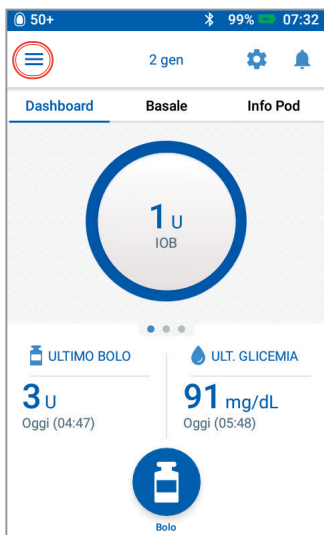 50+ 99% 07:32
2 gen
Dashboard Basale Info Pod
1 U
IOB
ULTIMO BOLO
3 U
Oggi (04:47)
ULT. GLICEMIA
91 mg/dL
Oggi (05:48)
Bolo